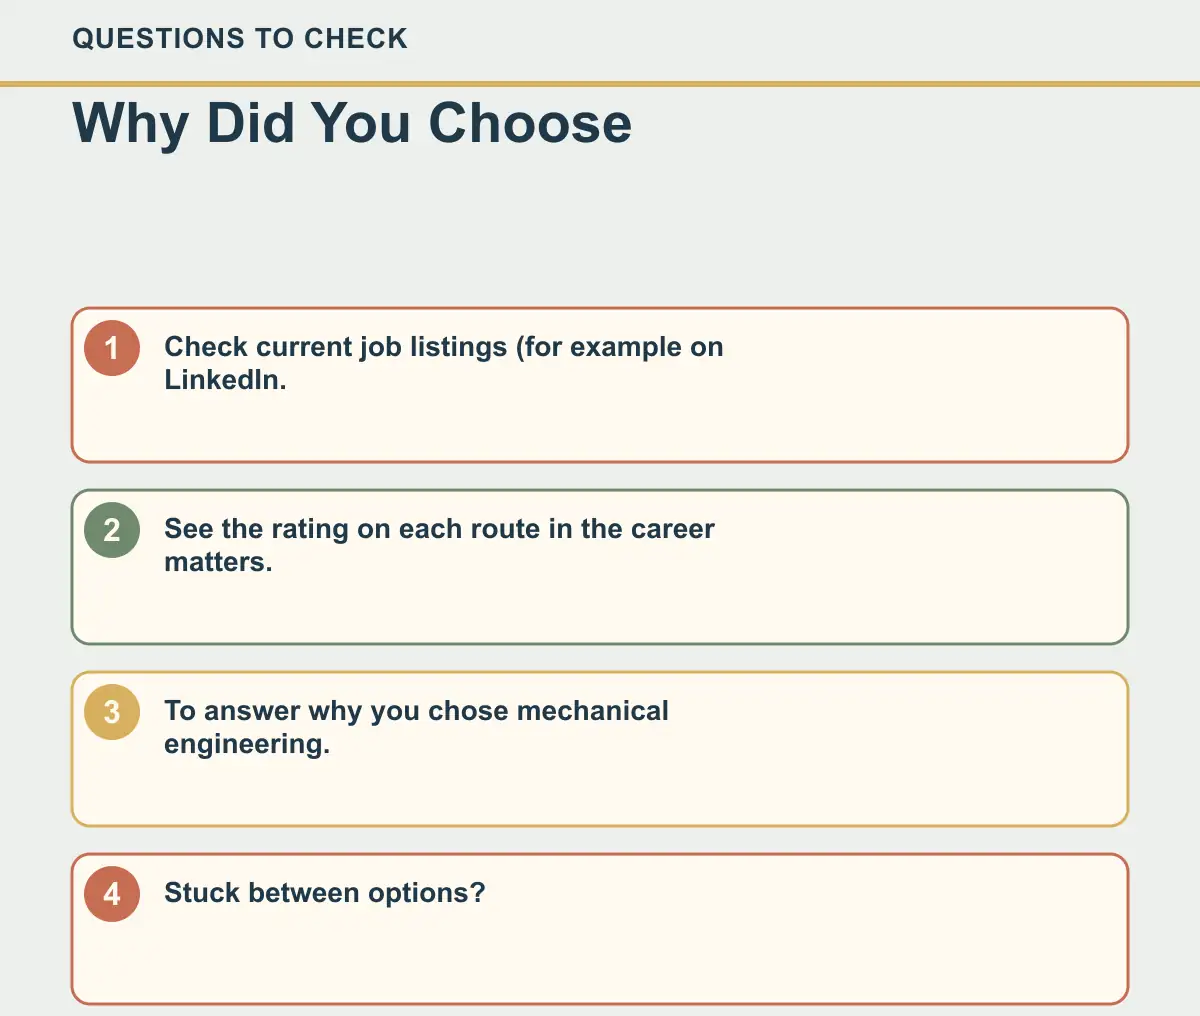 QUESTIONS TO CHECK
Why Did You Choose
1
Check current job listings (for example on
LinkedIn.
2
See the rating on each route in the career
matters.
3
To answer why you chose mechanical
engineering.
4
Stuck between options?